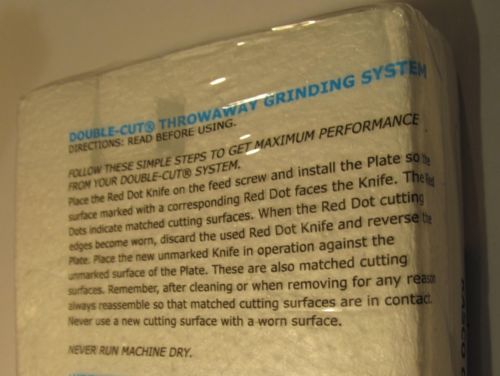 DOUBLE-CUT® THROWAWAY GRINDING SYSTEM
DIRECTIONS: READ BEFORE USING.
FOLLOW THESE SIMPLE STEPS TO GET MAXIMUM PERFORMANCE
FROM YOUR DOUBLE-CUT® SYSTEM.
Place the Red Dot Knife on the feed screw and install the Plate so the
surface marked with a corresponding Red Dot faces the Knife. The Red
Dots indicate matched cutting surfaces. When the Red Dot cutting
edges become worn, discard the used Red Dot Knife and reverse the
Plate. Place the new unmarked Knife in operation against the
unmarked surface of the Plate. These are also matched cutting
surfaces. Remember, after cleaning or when removing for any reason
always reassemble so that matched cutting surfaces are in contact.
Never use a new cutting surface with a worn surface.
NEVER RUN MACHINE DRY.